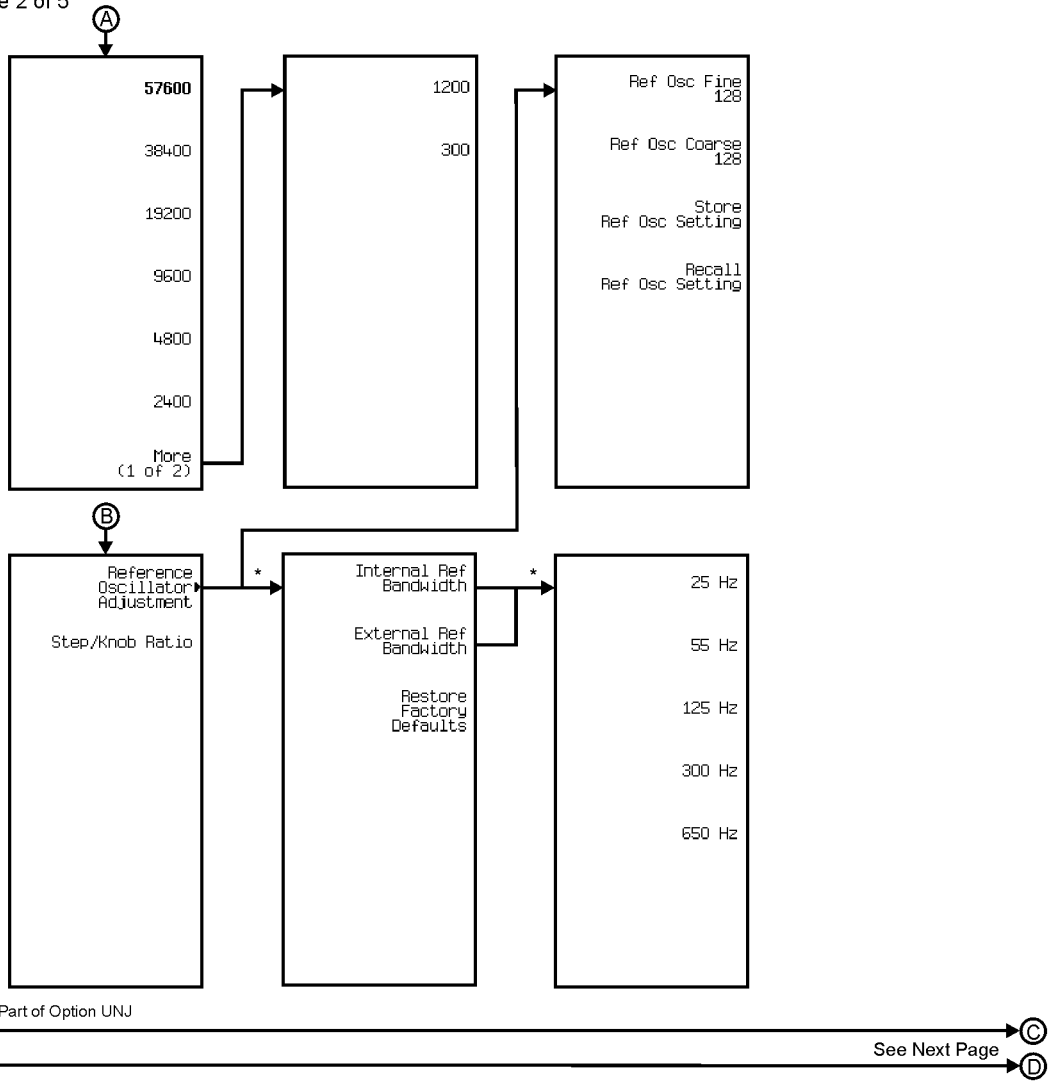 e 2 of 5
A
57600
38400
19200
9600
4800
2400
More
(1 of 2)
1200
300
Ref Osc Fine
128
Ref Osc Coarse
128
Store
Ref Osc Setting
Recall
Ref Osc Setting
B
Reference
Oscillator
Adjustment
Step/Knob Ratio
*
Internal Ref
Bandwidth
External Ref
Bandwidth
Restore
Factory
Defaults
*
25 Hz
55 Hz
125 Hz
300 Hz
650 Hz
Part of Option UNJ
C
See Next Page
D